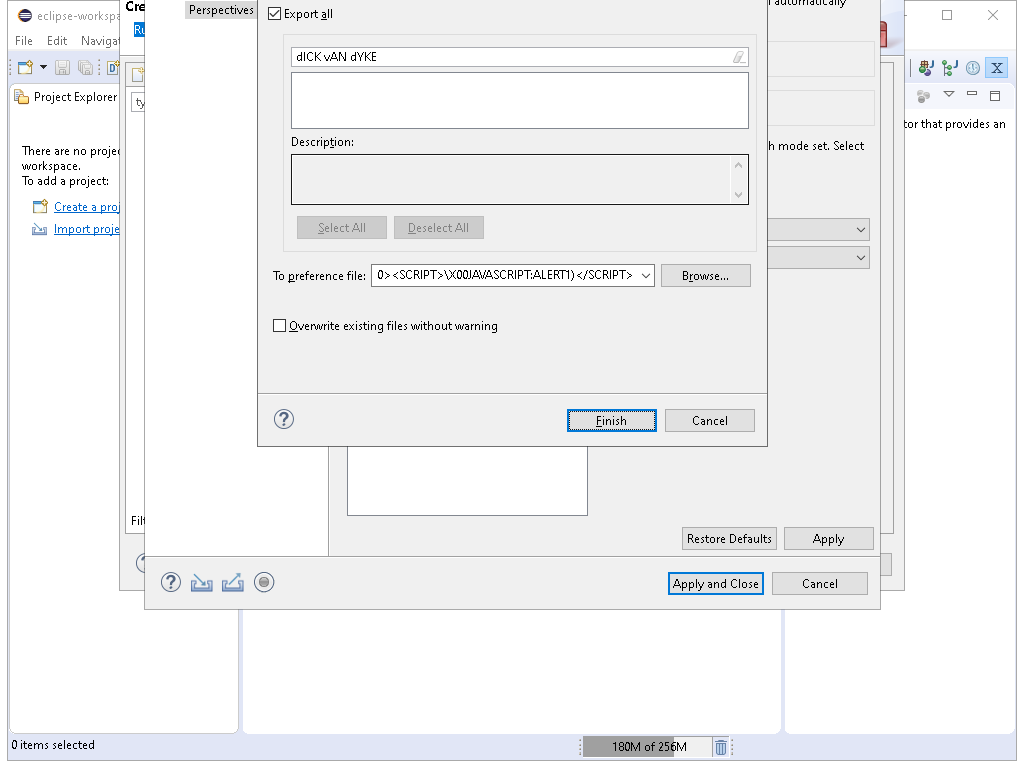 eclipse-workspa
Cre
Perspectives
Export all
automatically
Ru
File Edit Navigat
dICK vAN dYKE
Project Explorer
ty
tor that provides an
Description:
h mode set. Select
There are no projec
workspace.
To add a project:
Create a proj
Import proje
Select All
Deselect All
To preference file:
0><SCRIPT>\X00JAVASCRIPT:ALERT1)</SCRIPT>
Browse...
Overwrite existing files without warning
Finish
Cancel
Filt
Restore Defaults
Apply
Apply and Close
Cancel
0 items selected
180M of 256M